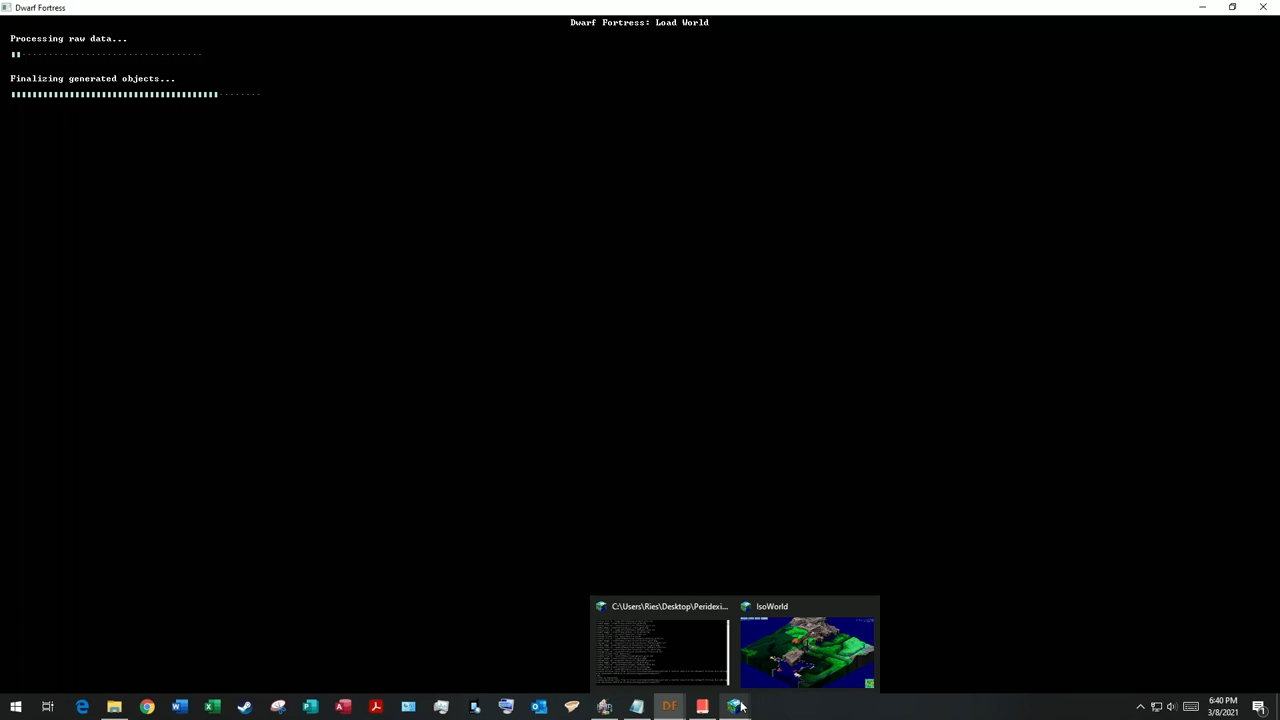 Dwarf Fortress
Dwarf Fortress: Load World
Processing raw data...
Finalizing generated objects...
C:\Users\Ries\Desktop\Peridexi...
IsoWorld
DF
6:40 PM
3/8/2021